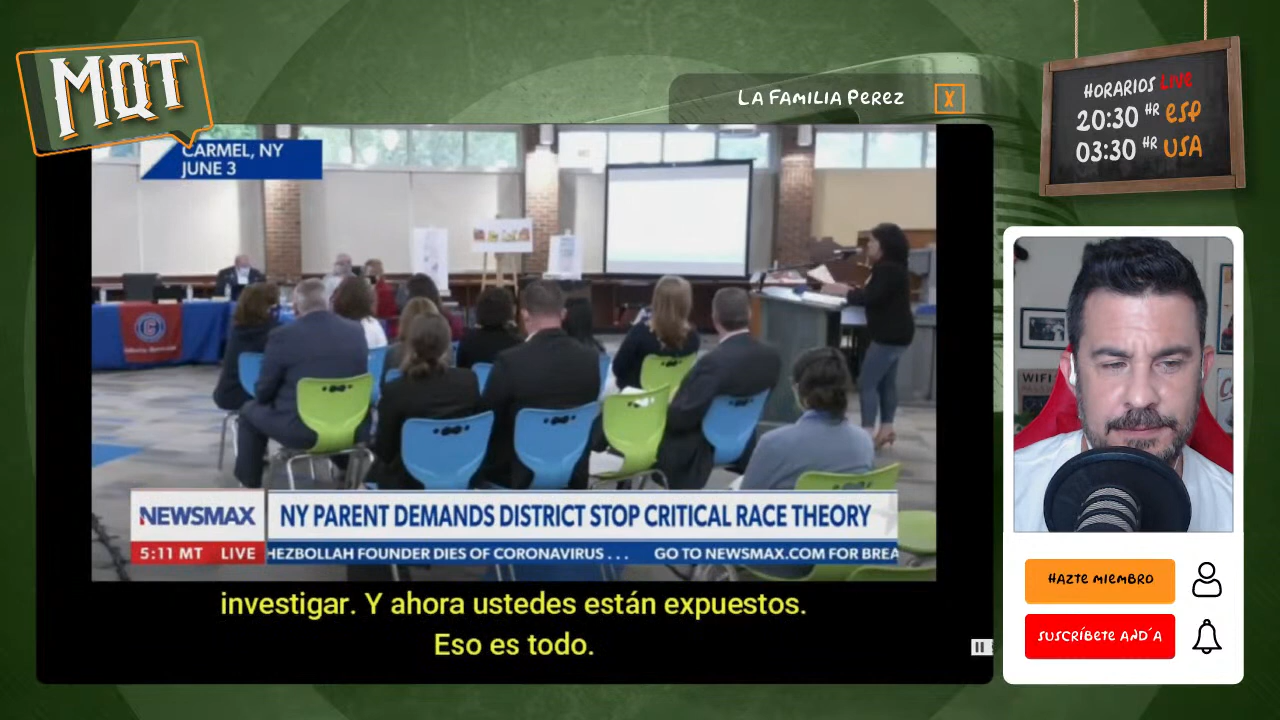 MQT
LA FAMILIA PEREZ
X
HORARIOS LIVE
20:30 HR ESP
03:30 HR USA
CARMEL, NY
JUNE 3
NEWSMAX
NY PARENT DEMANDS DISTRICT STOP CRITICAL RACE THEORY
5:11 MT LIVE
HEZBOLLAH FOUNDER DIES OF CORONAVIRUS . . . GO TO NEWSMAX.COM FOR BREA
investigar. Y ahora ustedes están expuestos.
Eso es todo.
WIFI
HAZTE MIEMBRO
SUSCRÍBETE AND´A